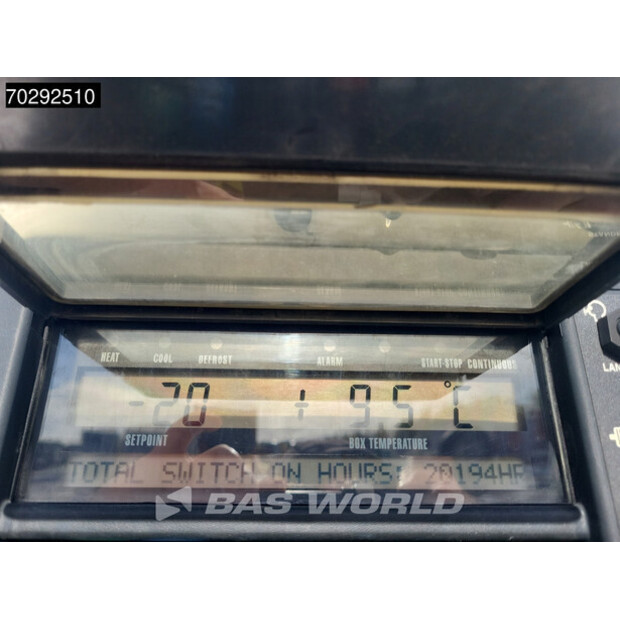 70292510
HEAT COOL DEFROST ALARM START-STOP CONTINUOUS
-20 + 9.5 °C
SETPOINT BOX TEMPERATURE
TOTAL SWITCH ON HOURS: 20194HR
BAS WORLD